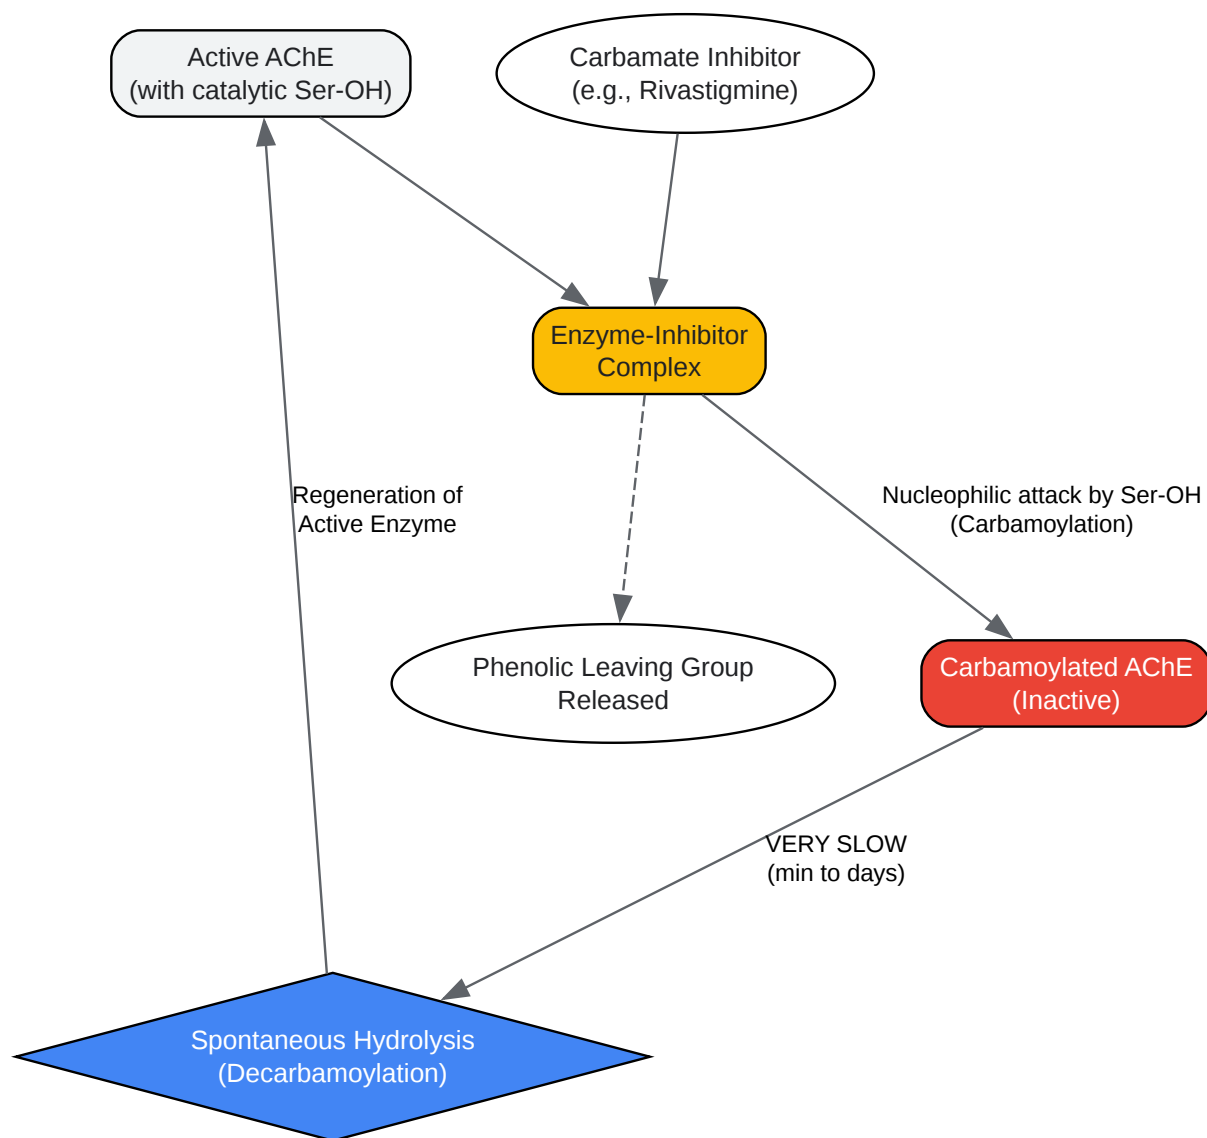 Active AChE
(with catalytic Ser-OH)
Carbamate Inhibitor
(e.g., Rivastigmine)
Enzyme-Inhibitor
Complex
Regeneration of
Active Enzyme
Nucleophilic attack by Ser-OH
(Carbamoylation)
Phenolic Leaving Group
Released
Carbamoylated AChE
(Inactive)
VERY SLOW
(min to days)
Spontaneous Hydrolysis
(Decarbamoylation)